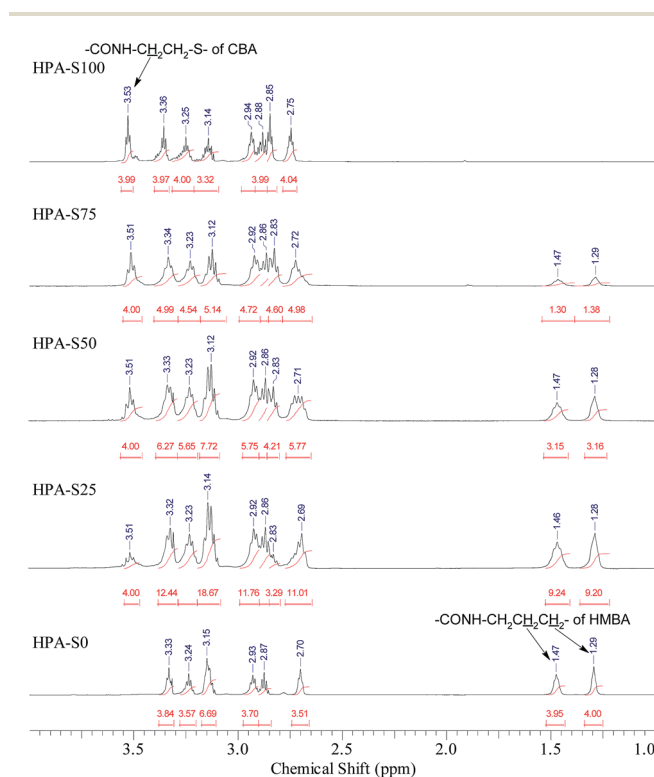 -CONH-CH2CH2-S- of CBA
HPA-S100
3.53 3.36 3.25 3.14 2.94 2.88 2.85 2.75
3.99 3.97 4.00 3.32 3.99 4.04
HPA-S75
3.51 3.34 3.23 3.12 2.92 2.86 2.83 2.72 1.47 1.29
4.00 4.99 4.54 5.14 4.72 4.60 4.98 1.30 1.38
HPA-S50
3.51 3.33 3.23 3.12 2.92 2.86 2.83 2.71 1.47 1.28
4.00 6.27 5.65 7.72 5.75 4.21 5.77 3.15 3.16
HPA-S25
3.51 3.32 3.23 3.14 2.92 2.86 2.83 2.69 1.46 1.28
4.00 12.44 18.67 11.76 3.29 11.01 9.24 9.20
-CONH-CH2CH2CH2- of HMBA
HPA-S0
3.33 3.24 3.15 2.93 2.87 2.70 1.47 1.29
3.84 3.57 6.69 3.70 3.51 3.95 4.00
3.5 3.0 2.5 2.0 1.5 1.0
Chemical Shift (ppm)